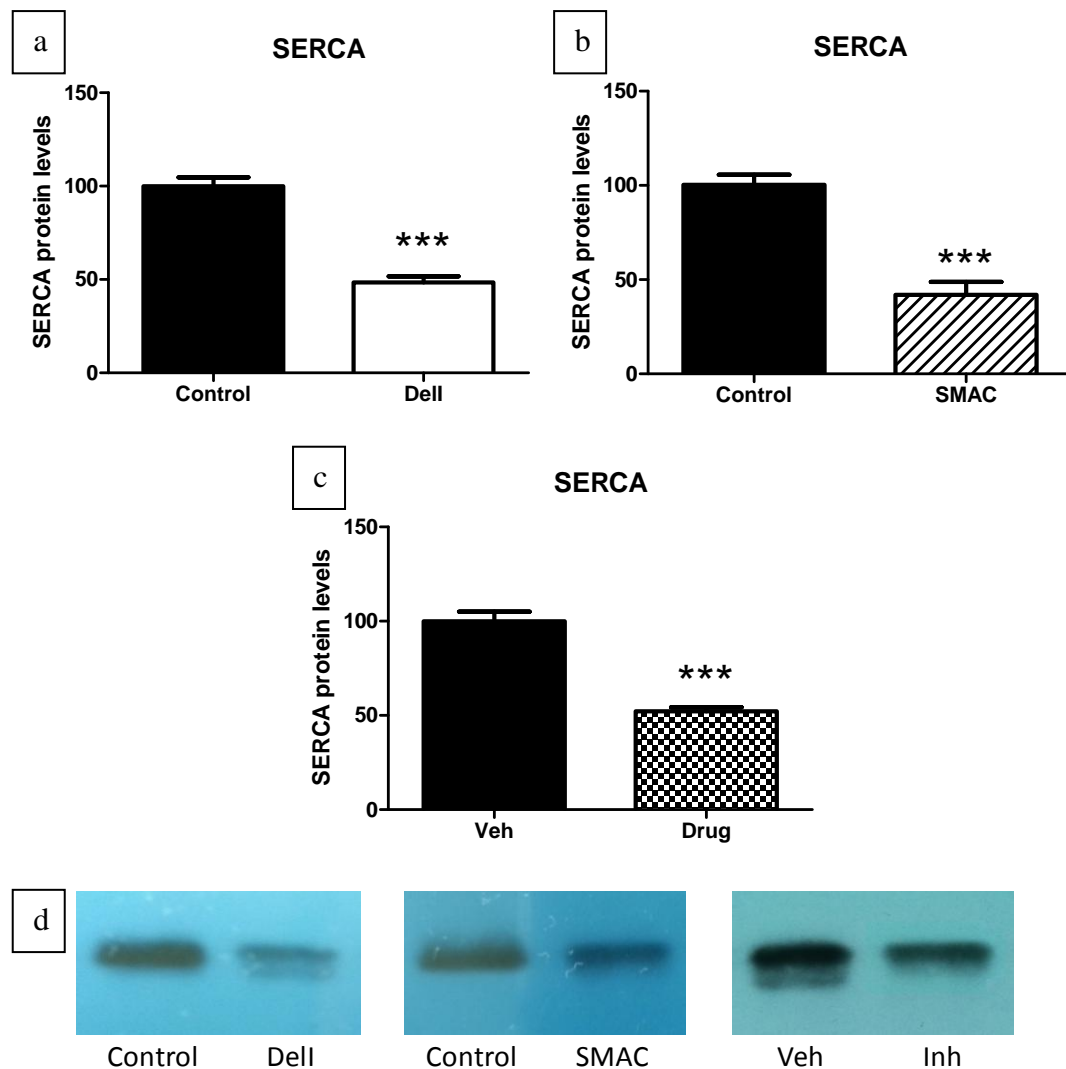 a
SERCA
SERCA protein levels
150
100
50
0
Control DelI
***
b
SERCA
SERCA protein levels
150
100
50
0
Control SMAC
***
c
SERCA
SERCA protein levels
150
100
50
0
Veh Drug
***
d
Control DelI
Control SMAC
Veh Inh